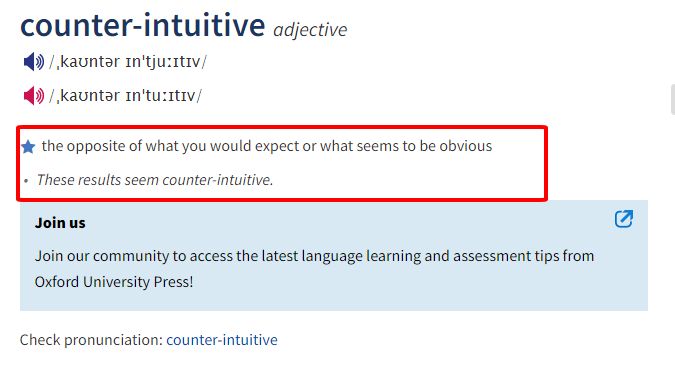 counter-intuitive adjective
/ˌkaʊntər ɪnˈtjuːɪtɪv/
/ˌkaʊntər ɪnˈtuːɪtɪv/
the opposite of what you would expect or what seems to be obvious
• These results seem counter-intuitive.
Join us
Join our community to access the latest language learning and assessment tips from
Oxford University Press!
Check pronunciation: counter-intuitive